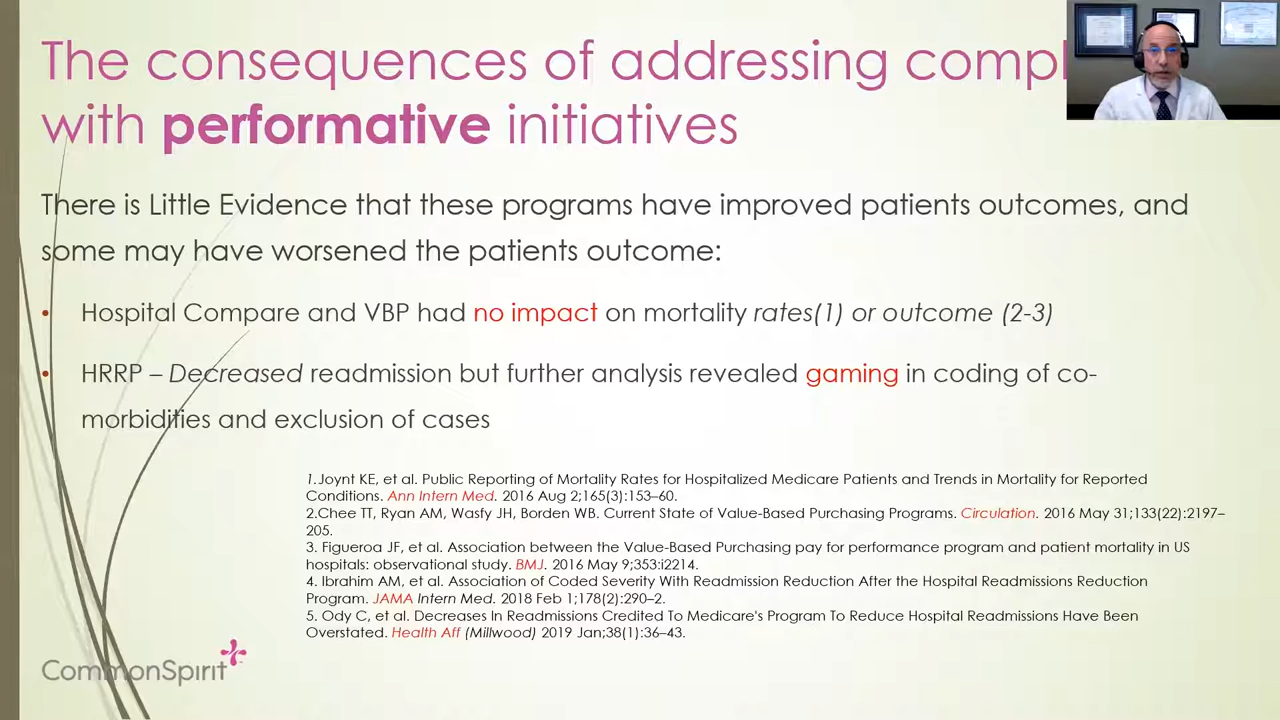 The consequences of addressing
with performative initiatives
There is Little Evidence that these programs have improved patients outcomes, and
some may have worsened the patients outcome:
• Hospital Compare and VBP had no impact on mortality rates(1) or outcome (2-3)
• HRRP – Decreased readmission but further analysis revealed gaming in coding of co-
morbidities and exclusion of cases
1.Joynt KE, et al. Public Reporting of Mortality Rates for Hospitalized Medicare Patients and Trends in Mortality for Reported
Conditions. Ann Intern Med. 2016 Aug 2;165(3):153–60.
2.Chee TT, Ryan AM, Wasfy JH, Borden WB. Current State of Value-Based Purchasing Programs. Circulation. 2016 May 31;133(22):2197–
205.
3. Figueroa JF, et al. Association between the Value-Based Purchasing pay for performance program and patient mortality in US
hospitals: observational study. BMJ. 2016 May 9;353:i2214.
4. Ibrahim AM, et al. Association of Coded Severity With Readmission Reduction After the Hospital Readmissions Reduction
Program. JAMA Intern Med. 2018 Feb 1;178(2):290–2.
5. Ody C, et al. Decreases In Readmissions Credited To Medicare's Program To Reduce Hospital Readmissions Have Been
Overstated. Health Aff (Millwood) 2019 Jan;38(1):36–43.
CommonSpirit